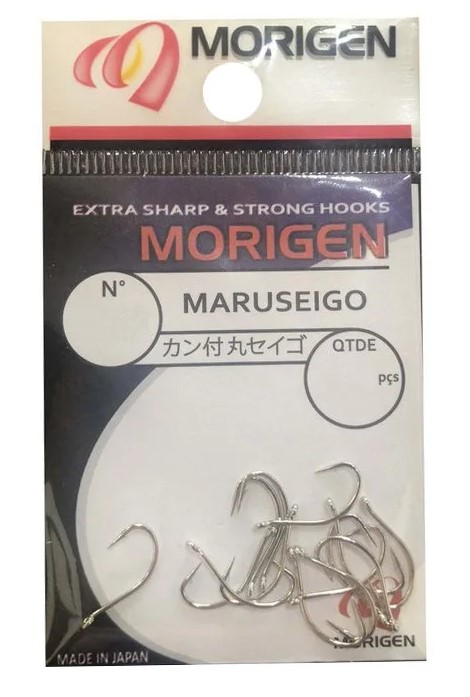 MORIGEN
EXTRA SHARP & STRONG HOOKS
MORIGEN
N°
MARUSEIGO
カン付丸セイゴ
QTDE
pçs
MORIGEN
MADE IN JAPAN